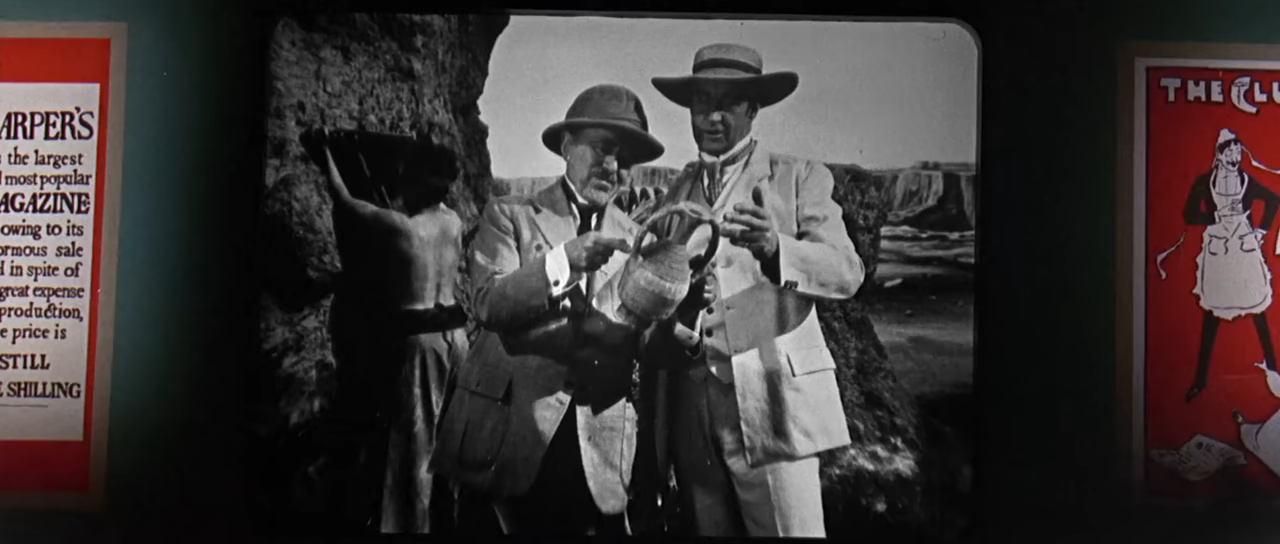 ARPER'S
the largest
most popular
AGAZINE
owing to its
ormous sale
in spite of
great expense
production,
price is
STILL
SHILLING
THE CLU